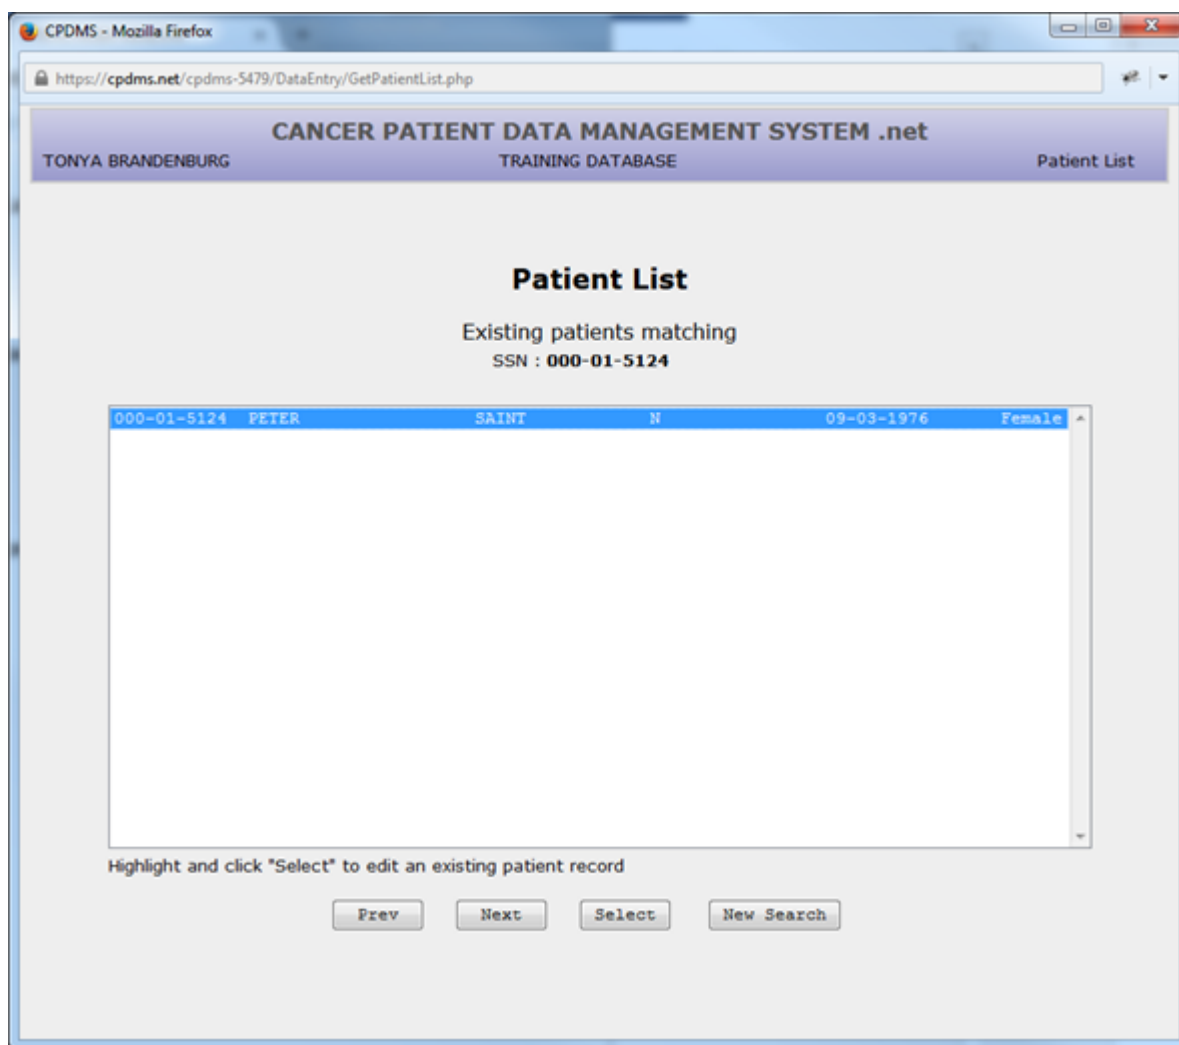 CPDMS - Mozilla Firefox
https://cpdms.net/cpdms-5479/DataEntry/GetPatientList.php
CANCER PATIENT DATA MANAGEMENT SYSTEM .net
TONYA BRANDENBURG TRAINING DATABASE Patient List
Patient List
Existing patients matching
SSN : 000-01-5124
000-01-5124 PETER SAINT N 09-03-1976 Female
Highlight and click "Select" to edit an existing patient record
Prev Next Select New Search